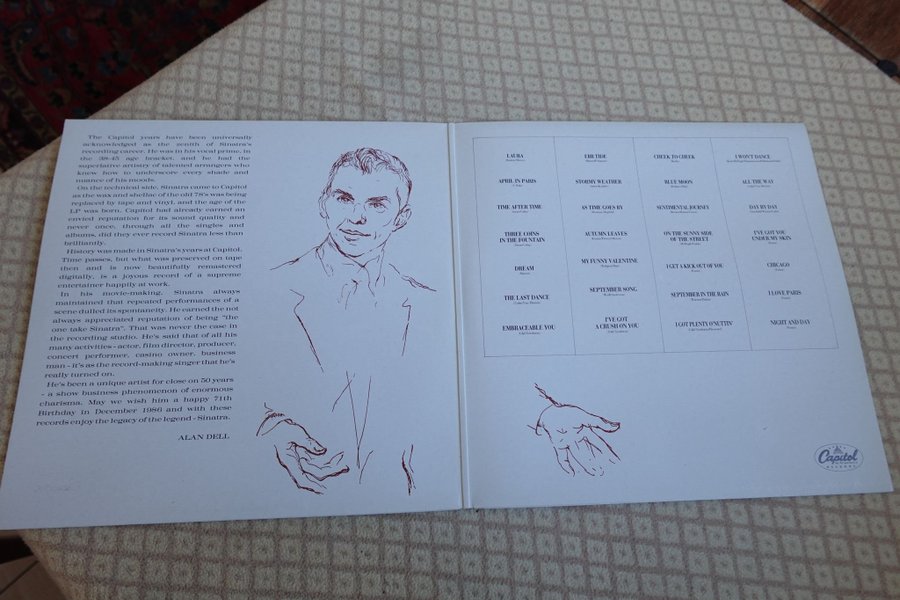 The Capitol years have been universally
acknowledged as the zenith of Sinatra's
recording career. He was in his vocal prime, in
the 38-45 age bracket, and he had the
superlative artistry of talented arrangers who
knew how to underscore every shade and
nuance of his moods.
On the technical side, Sinatra came to Capitol
as the wax and shellac of the old 78's was being
replaced by tape and vinyl, and the age of the
LP was born. Capitol had already earned an
envied reputation for its sound quality and
never once, through all the singles and
albums, did they ever record Sinatra less than
brilliantly.
History was made in Sinatra's years at Capitol.
Time passes, but what was preserved on tape
then and is now beautifully remastered
digitally, is a joyous record of a supreme
entertainer happily at work.
In his movie-making, Sinatra always
maintained that repeated performances of a
scene dulled its spontaneity. He earned the not
always appreciated reputation of being "the
one take Sinatra". That was never the case in
the recording studio. He's said that of all his
many activities - actor, film director, producer,
concert performer, casino owner, business
man - it's as the record-making singer that he's
really turned on.
He's been a unique artist for close on 50 years
- a show business phenomenon of enormous
charisma. May we wish him a happy 71th
Birthday in December 1986 and with these
records enjoy the legacy of the legend - Sinatra.
ALAN DELL
LAURA
APRIL IN PARIS
TIME AFTER TIME
THREE COINS
IN THE FOUNTAIN
DREAM
THE LAST DANCE
EMBRACEABLE YOU
EBB TIDE
STORMY WEATHER
AS TIME GOES BY
AUTUMN LEAVES
MY FUNNY VALENTINE
SEPTEMBER SONG
I'VE GOT
A CRUSH ON YOU
CHEEK TO CHEEK
BLUE MOON
SENTIMENTAL JOURNEY
ON THE SUNNY SIDE
OF THE STREET
I GET A KICK OUT OF YOU
SEPTEMBER IN THE RAIN
I GOT PLENTY O'NUTTIN'
I WON'T DANCE
ALL THE WAY
DAY BY DAY
I'VE GOT YOU
UNDER MY SKIN
CHICAGO
I LOVE PARIS
NIGHT AND DAY
Capitol
RECORDS